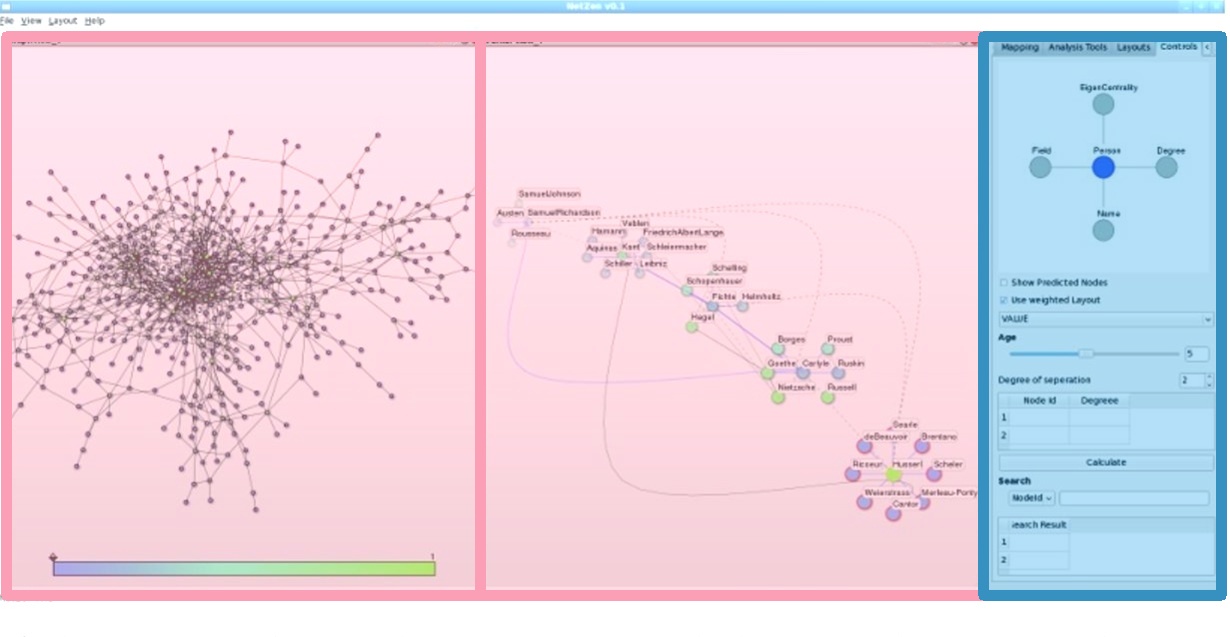 NetZen v0.1
File View Layout Help
1
SamuelJohnson
Austen SamuelRichardson
Rousseau
Veblen
Hamann FriedrichAlbertLange
Aquinas Kant Schleiermacher
Schiller Leibniz
Schelling
Schopenhauer
Fichte Helmholtz
Hegel
Borges Proust
Goethe Carlyle Ruskin
Nietzsche Russell
Searle
deBeauvoir Brentano
Ricoeur Husserl Scheler
Weierstrass Merleau-Ponty
Cantor
Mapping Analysis Tools Layouts Controls <
EigenCentrality
Field Person Degree
Name
Show Predicted Nodes
Use weighted Layout
VALUE
Age
5
Degree of seperation 2
Node Id Degreee
1
2
Calculate
Search
NodeId
earch Result
1
2